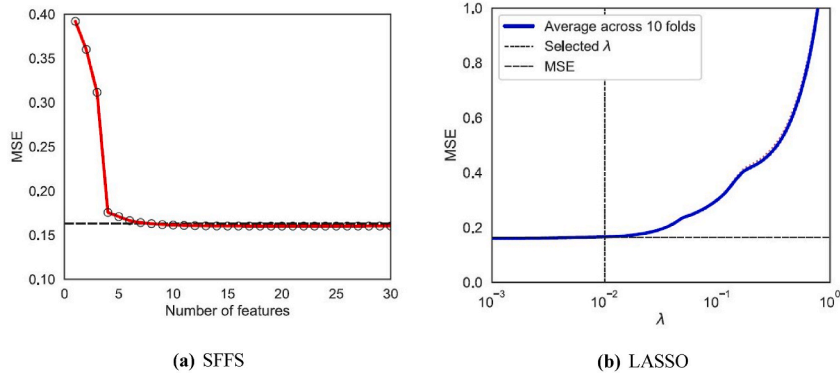 0.40
0.35
0.30
MSE
0.25
0.20
0.15
0.10
0 5 10 15 20 25 30
Number of features
(a) SFFS
1.0
0.8
0.6
MSE
0.4
0.2
0.0
Average across 10 folds
Selected λ
MSE
10⁻³ 10⁻² 10⁻¹ 10⁰
λ
(b) LASSO